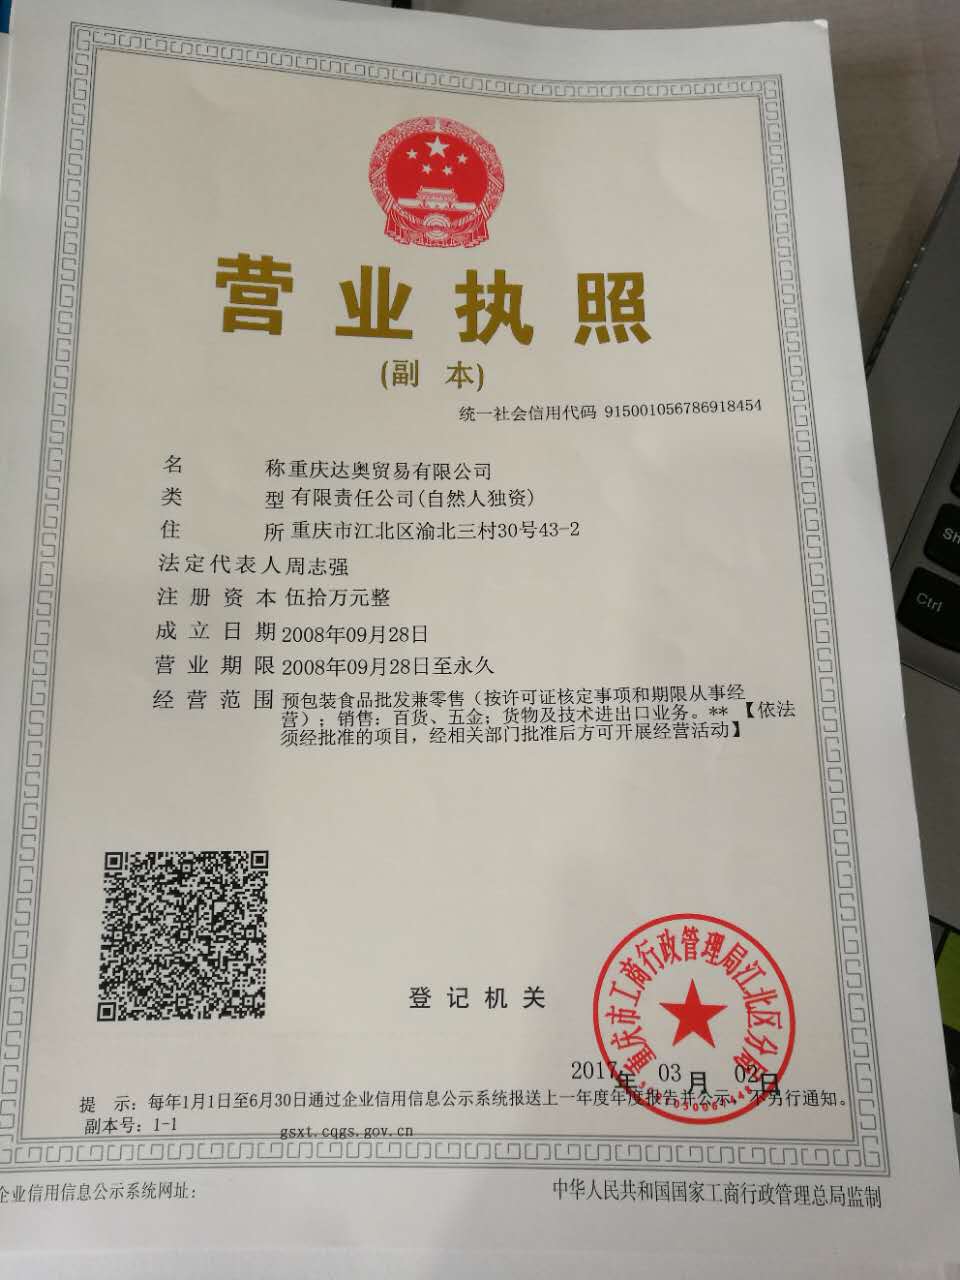 营业执照
(副 本)
统一社会信用代码 915001056786918454
名 称 重庆达奥贸易有限公司
类 型 有限责任公司(自然人独资)
住 所 重庆市江北区渝北三村30号43-2
法定代表人 周志强
注册资本 伍拾万元整
成立日期 2008年09月28日
营业期限 2008年09月28日至永久
经营范围 预包装食品批发兼零售（按许可证核定事项和期限从事经
营）；销售：百货、五金；货物及技术进出口业务。**【依法
须经批准的项目，经相关部门批准后方可开展经营活动】
登记机关
重庆市工商行政管理局江北区分局
2017年 03月 02日
提 示：每年1月1日至6月30日通过企业信用信息公示系统报送上一年度年度报告并公示，不另行通知。
副本号：1-1
gsxt.cqgs.gov.cn
企业信用信息公示系统网址：
中华人民共和国国家工商行政管理总局监制
Ctrl